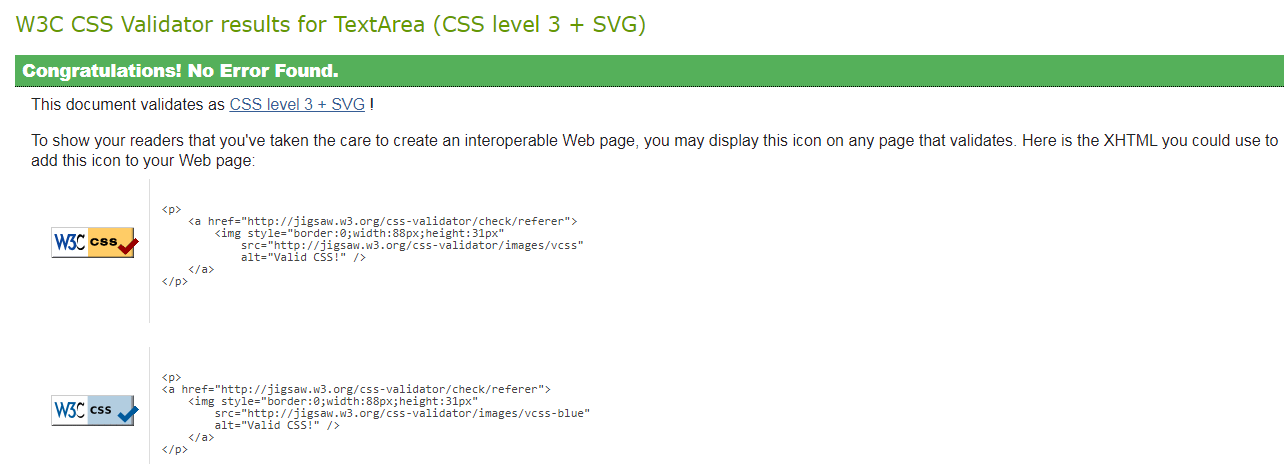 W3C CSS Validator results for TextArea (CSS level 3 + SVG)
Congratulations! No Error Found.
This document validates as CSS level 3 + SVG !
To show your readers that you've taken the care to create an interoperable Web page, you may display this icon on any page that validates. Here is the XHTML you could use to
add this icon to your Web page:
<p>
<a href="http://jigsaw.w3.org/css-validator/check/referer">
W3C css
<img style="border:0;width:88px;height:31px"
src="http://jigsaw.w3.org/css-validator/images/vcss"
alt="Valid CSS!" />
</a>
</p>
<p>
<a href="http://jigsaw.w3.org/css-validator/check/referer">
W3C css
<img style="border:0;width:88px;height:31px"
src="http://jigsaw.w3.org/css-validator/images/vcss-blue"
alt="Valid CSS!" />
</a>
</p>